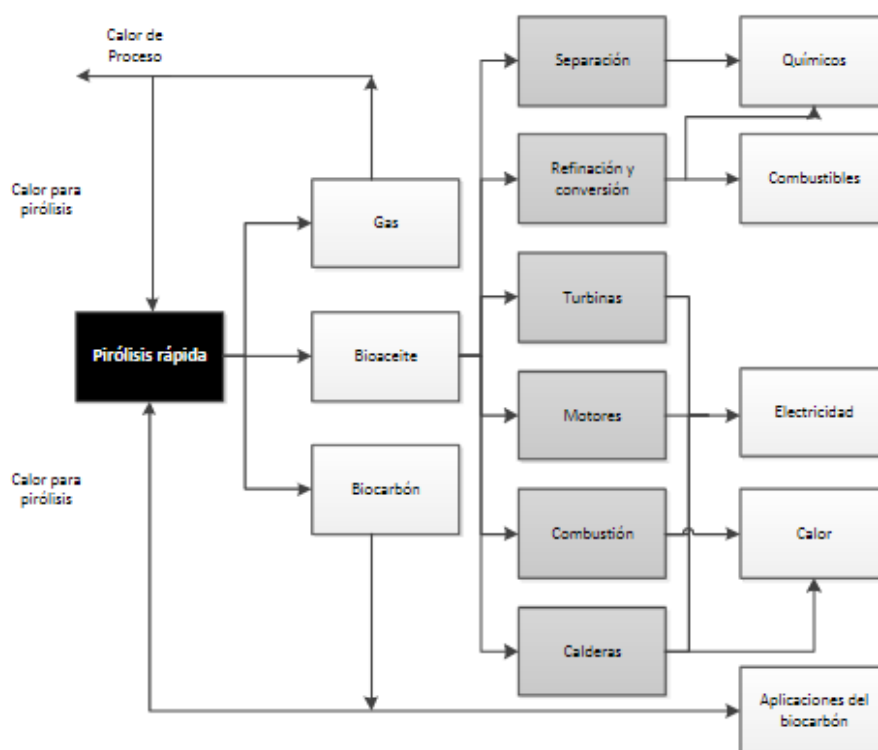 Calor de
Proceso
Separación
Químicos
Calor para
pirólisis
Gas
Refinación y
conversión
Combustibles
Turbinas
Pirólisis rápida
Bioaceite
Motores
Electricidad
Calor para
pirólisis
Biocarbón
Combustión
Calor
Calderas
Aplicaciones del
biocarbón